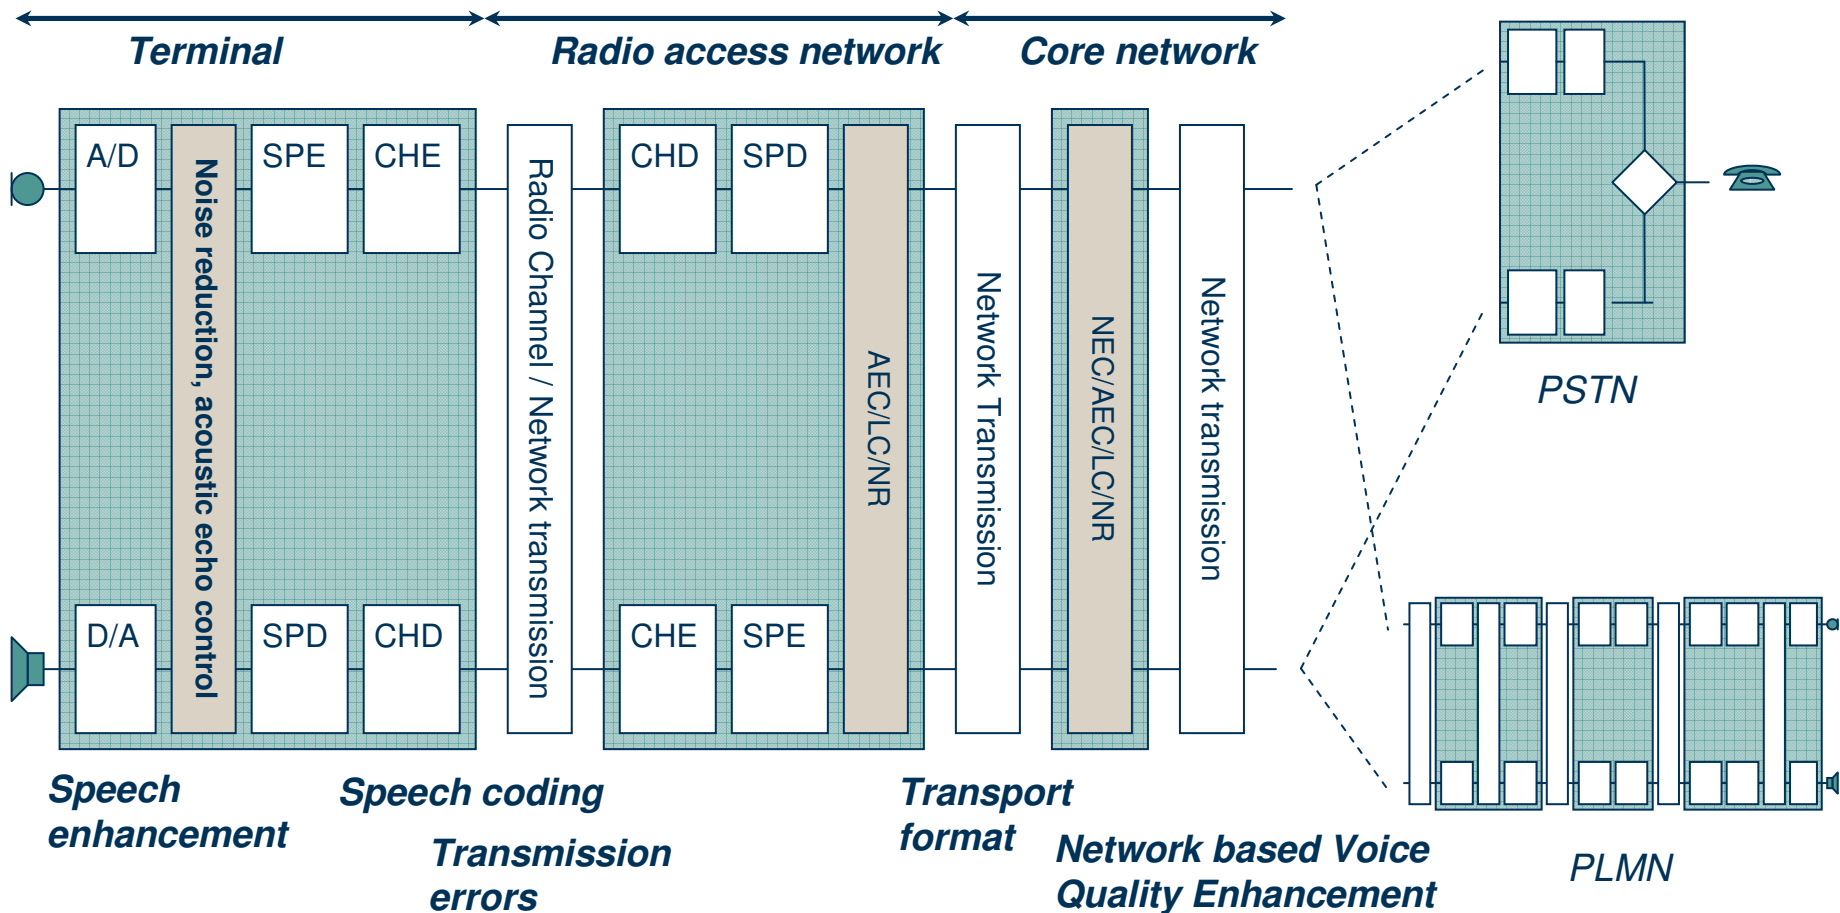 Terminal
Radio access network
Core network
A/D
Noise reduction, acoustic echo control
SPE
CHE
Radio Channel / Network transmission
CHD
SPD
AEC/LC/NR
Network Transmission
NEC/AEC/LC/NR
Network transmission
D/A
SPD
CHD
CHE
SPE
PSTN
PLMN
Speech
enhancement
Speech coding
Transmission
errors
Transport
format
Network based Voice
Quality Enhancement